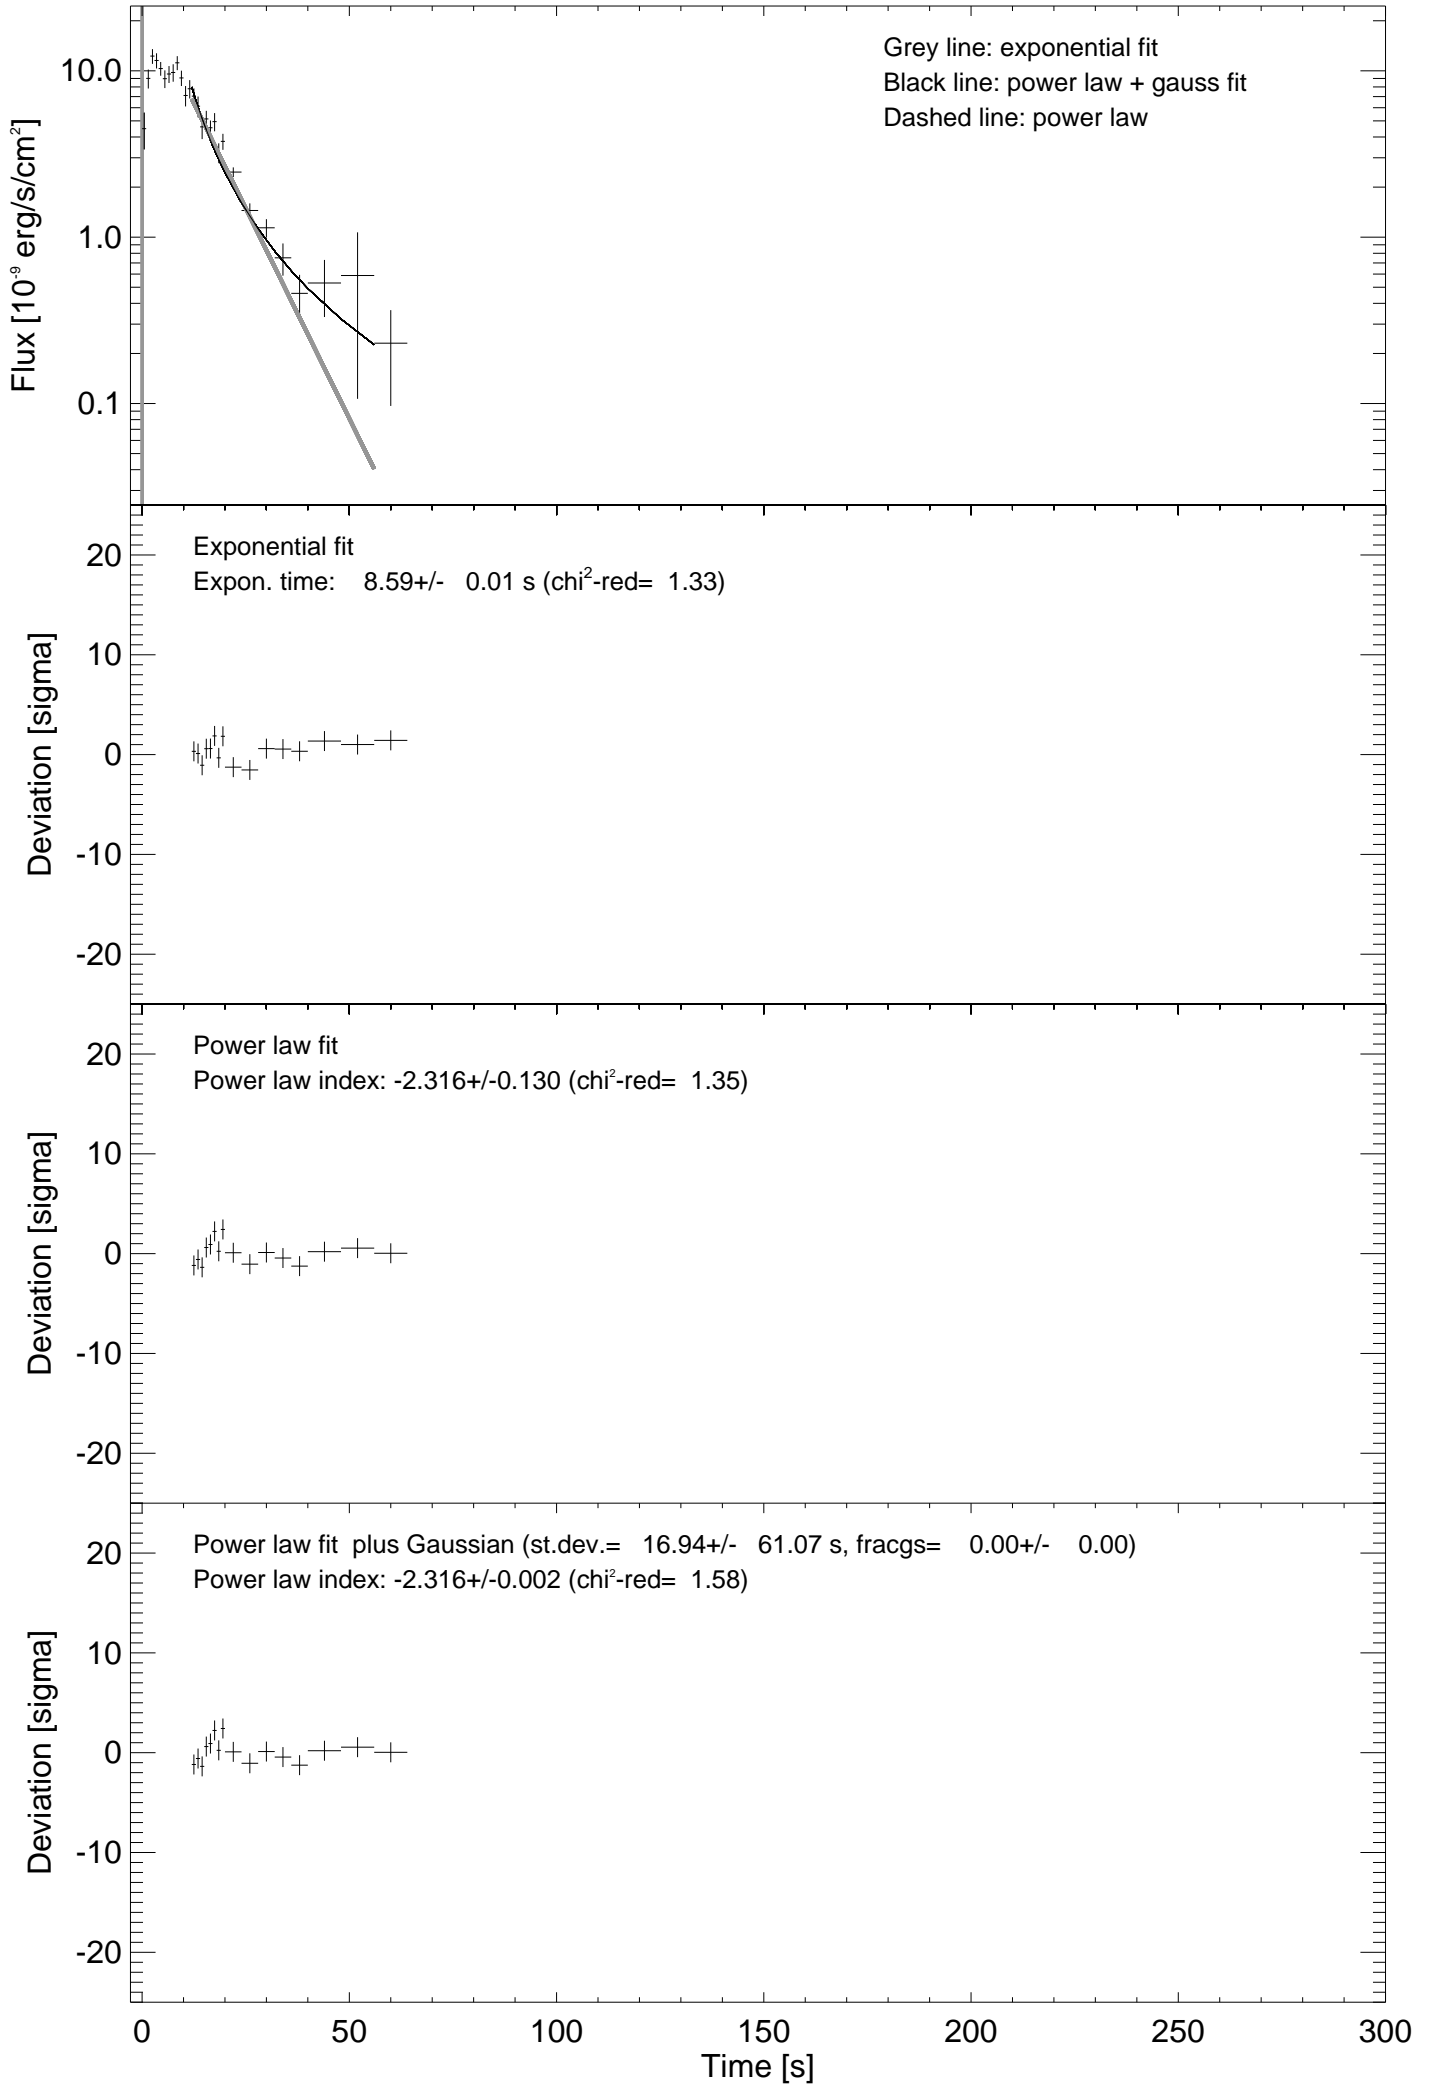 Grey line: exponential fit
Black line: power law + gauss fit
Dashed line: power law
10.0
1.0
0.1
Flux [10⁻⁹ erg/s/cm²]
Exponential fit
Expon. time: 8.59+/- 0.01 s (chi²-red= 1.33)
20
10
0
-10
-20
Deviation [sigma]
Power law fit
Power law index: -2.316+/-0.130 (chi²-red= 1.35)
20
10
0
-10
-20
Deviation [sigma]
Power law fit plus Gaussian (st.dev.= 16.94+/- 61.07 s, fracgs= 0.00+/- 0.00)
Power law index: -2.316+/-0.002 (chi²-red= 1.58)
20
10
0
-10
-20
Deviation [sigma]
0 50 100 150 200 250 300
Time [s]